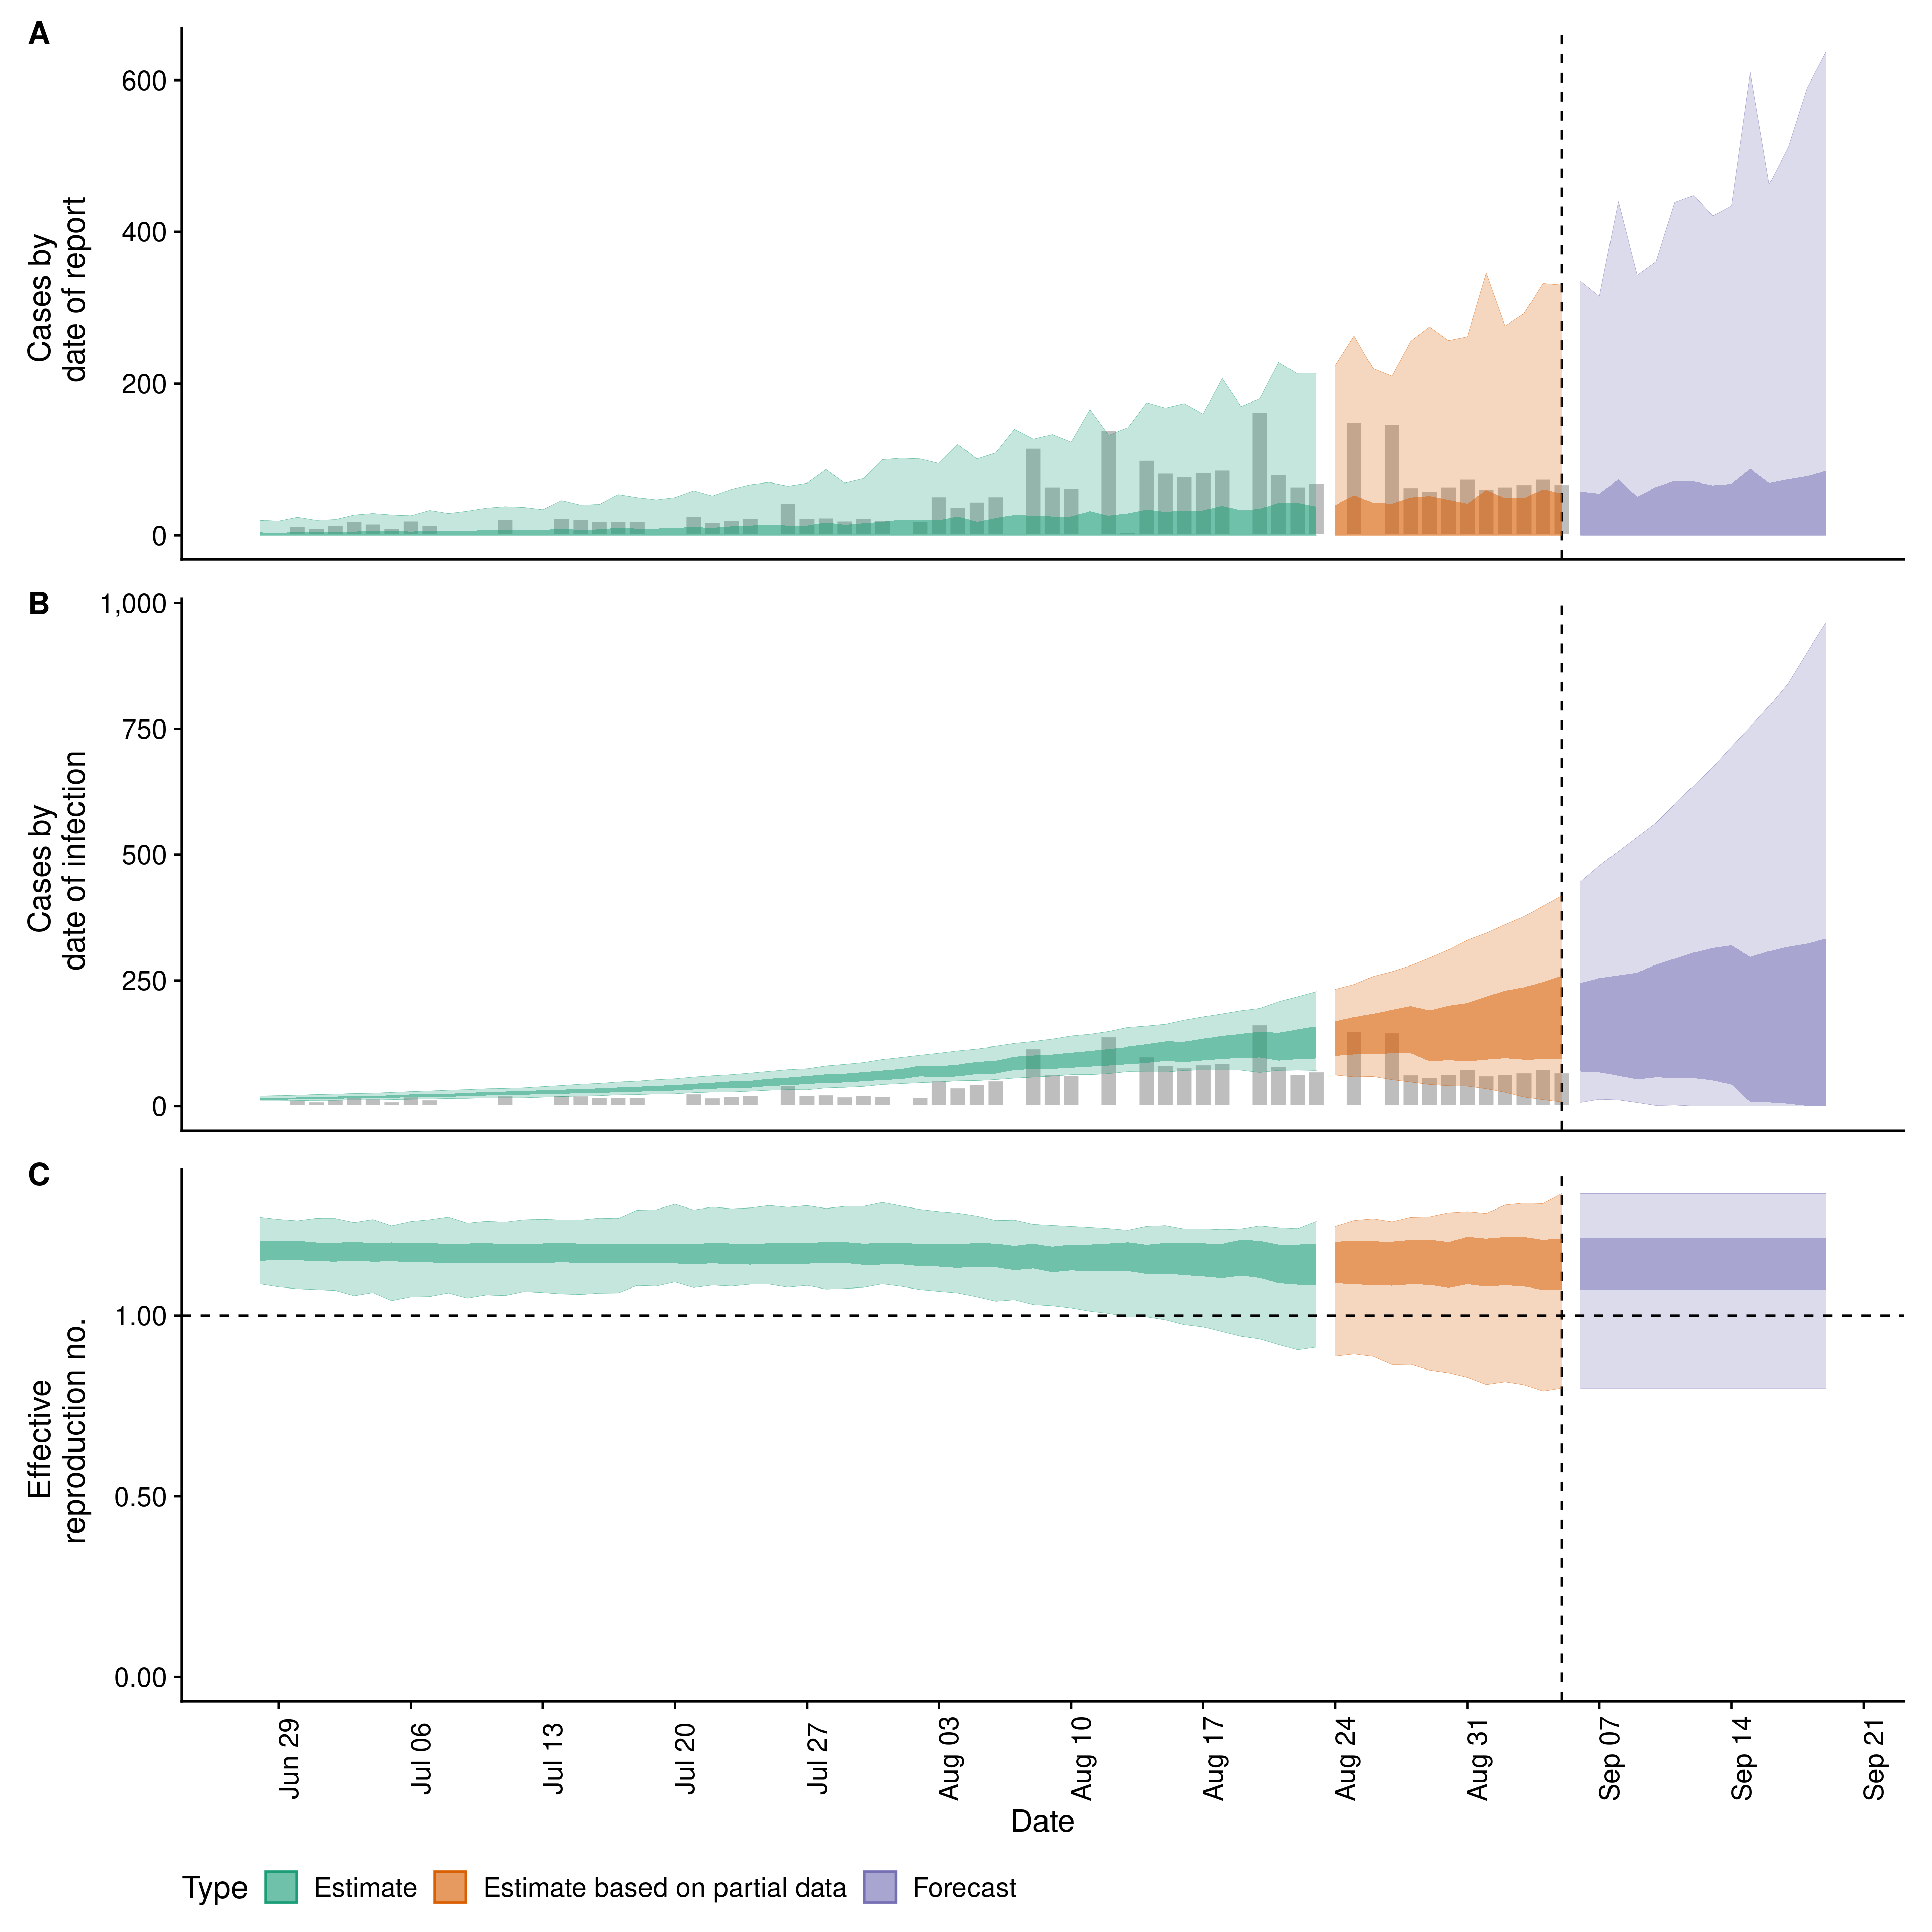 A
600
400
200
0
Cases by
date of report
B
1,000
750
500
250
0
Cases by
date of infection
C
1.00
0.50
0.00
Effective
reproduction no.
Jun 29
Jul 06
Jul 13
Jul 20
Jul 27
Aug 03
Aug 10
Aug 17
Aug 24
Aug 31
Sep 07
Sep 14
Sep 21
Date
Type Estimate Estimate based on partial data Forecast